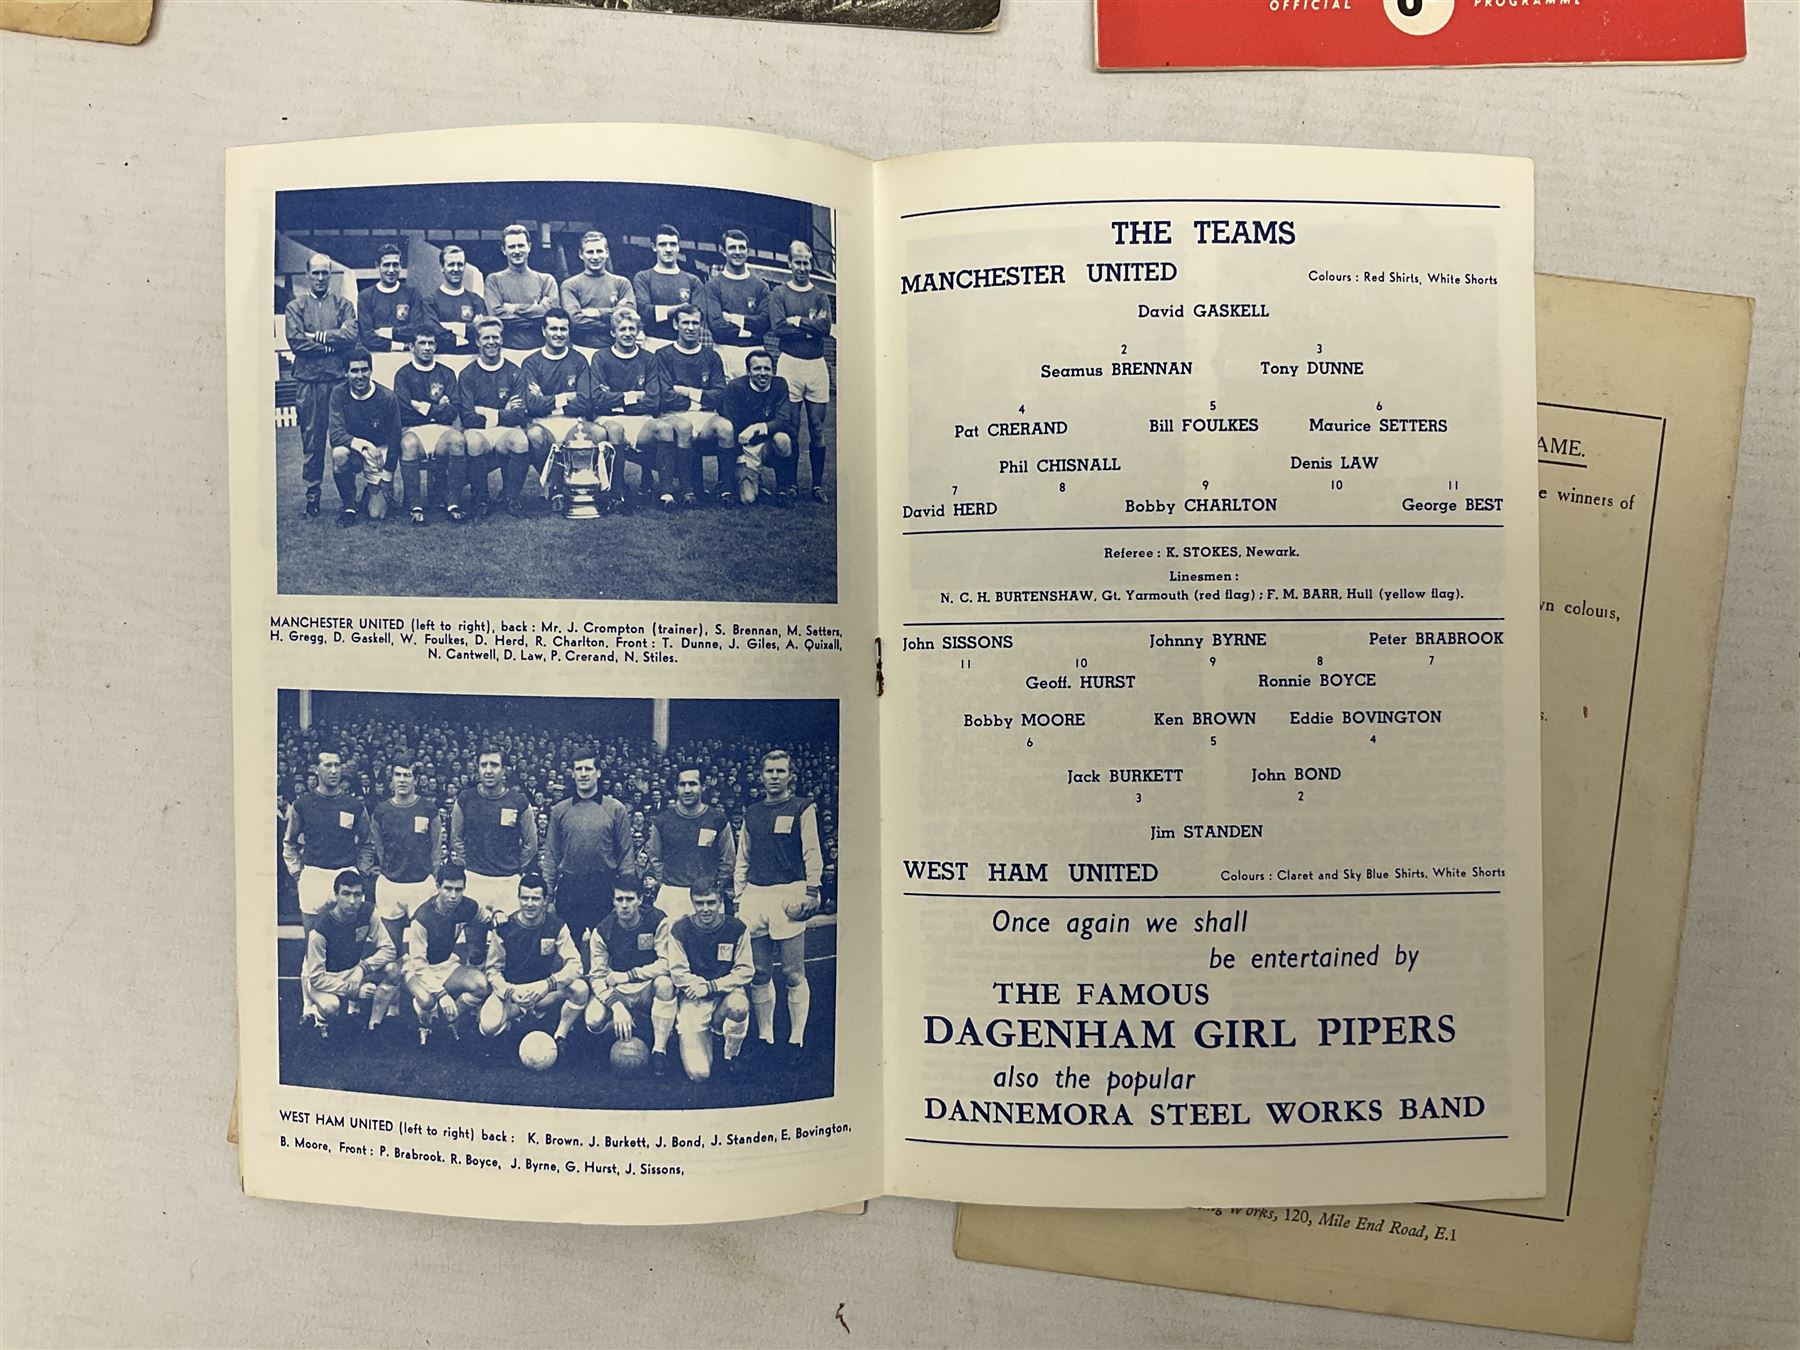 OFFICIAL 6 PROGRAMME
MANCHESTER UNITED (left to right), back : Mr. J. Crompton (trainer), S. Brennan, M. Setters,
H. Gregg, D. Gaskell, W. Foulkes, D. Herd, R. Charlton. Front : T. Dunne, J. Giles, A. Quixall,
N. Cantwell, D. Law, P. Crerand, N. Stiles.
WEST HAM UNITED (left to right) back : K. Brown. J. Burkett, J. Bond, J. Standen, E. Bovington,
B. Moore, Front : P. Brabrook. R. Boyce, J. Byrne, G. Hurst, J. Sissons,
THE TEAMS
MANCHESTER UNITED Colours : Red Shirts, White Shorts
David GASKELL
2 3
Seamus BRENNAN Tony DUNNE
4 5 6
Pat CRERAND Bill FOULKES Maurice SETTERS
Phil CHISNALL Denis LAW
7 8 9 10 11
David HERD Bobby CHARLTON George BEST
Referee : K. STOKES, Newark.
Linesmen :
N. C. H. BURTENSHAW, Gt. Yarmouth (red flag) ; F. M. BARR, Hull (yellow flag).
John SISSONS Johnny BYRNE Peter BRABROOK
11 10 9 8 7
Geoff. HURST Ronnie BOYCE
Bobby MOORE Ken BROWN Eddie BOVINGTON
6 5 4
Jack BURKETT John BOND
3 2
Jim STANDEN
WEST HAM UNITED Colours : Claret and Sky Blue Shirts, White Shorts
Once again we shall
be entertained by
THE FAMOUS
DAGENHAM GIRL PIPERS
also the popular
DANNEMORA STEEL WORKS BAND
AME.
e winners of
wn colours,
s.
Works, 120, Mile End Road, E.1